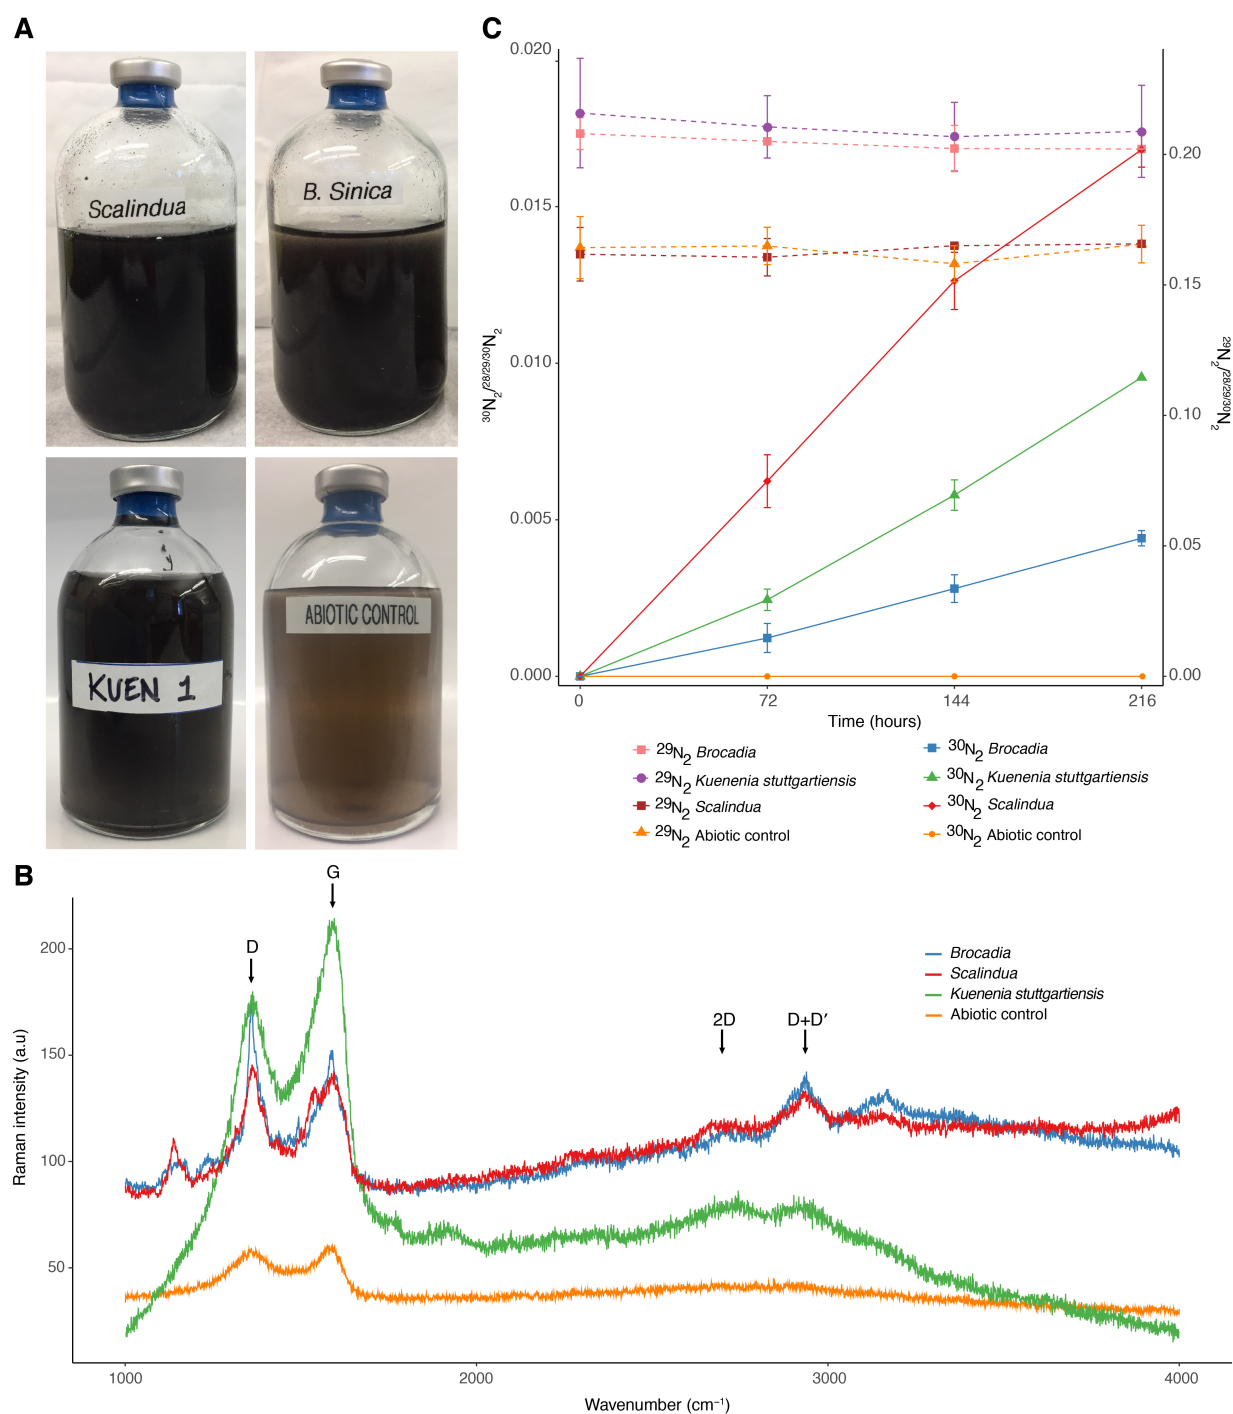 A
Scalindua
B. Sinica
KUEN 1
ABIOTIC CONTROL
C
0.020
0.015
0.010
0.005
0.000
³⁰N₂/²⁸/²⁹/³⁰N₂
0.20
0.15
0.10
0.05
0.00
²⁹N₂/²⁸/²⁹/³⁰N₂
0 72 144 216
Time (hours)
²⁹N₂ Brocadia
²⁹N₂ Kuenenia stuttgartiensis
²⁹N₂ Scalindua
²⁹N₂ Abiotic control
³⁰N₂ Brocadia
³⁰N₂ Kuenenia stuttgartiensis
³⁰N₂ Scalindua
³⁰N₂ Abiotic control
B
G
D
2D
D+D′
Brocadia
Scalindua
Kuenenia stuttgartiensis
Abiotic control
200
150
100
50
Raman intensity (a.u)
1000 2000 3000 4000
Wavenumber (cm⁻¹)